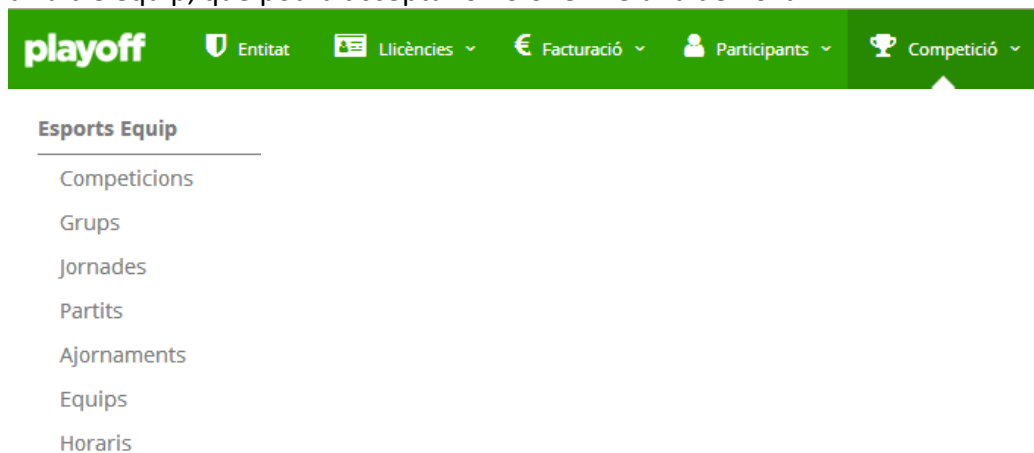 playoff Entitat Llicències € Facturació Participants Competició
Esports Equip
Competicions
Grups
Jornades
Partits
Ajornaments
Equips
Horaris